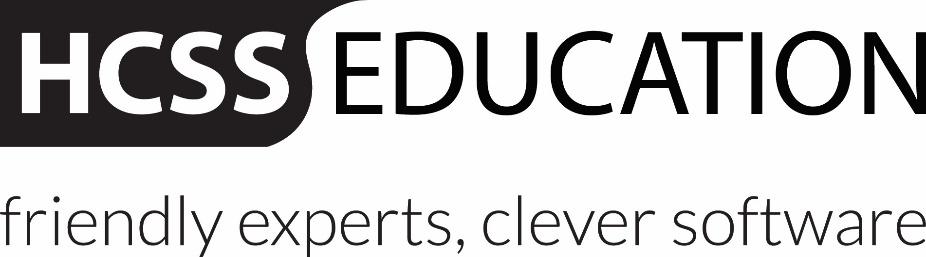 HCSS EDUCATION
friendly experts, clever software